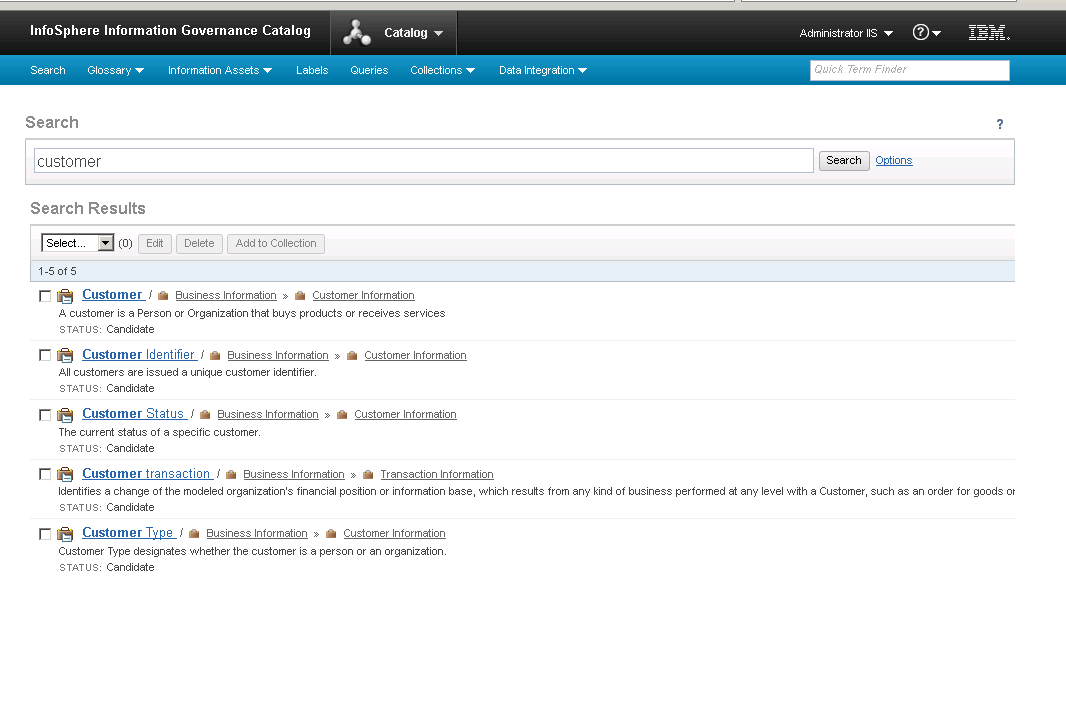 InfoSphere Information Governance Catalog Catalog Administrator IIS ? IBM.
Search Glossary Information Assets Labels Queries Collections Data Integration Quick Term Finder
Search ?
customer Search Options
Search Results
Select... (0) Edit Delete Add to Collection
1-5 of 5
Customer / Business Information » Customer Information
A customer is a Person or Organization that buys products or receives services
STATUS: Candidate
Customer Identifier / Business Information » Customer Information
All customers are issued a unique customer identifier.
STATUS: Candidate
Customer Status / Business Information » Customer Information
The current status of a specific customer.
STATUS: Candidate
Customer transaction / Business Information » Transaction Information
Identifies a change of the modeled organization's financial position or information base, which results from any kind of business performed at any level with a Customer, such as an order for goods or
STATUS: Candidate
Customer Type / Business Information » Customer Information
Customer Type designates whether the customer is a person or an organization.
STATUS: Candidate